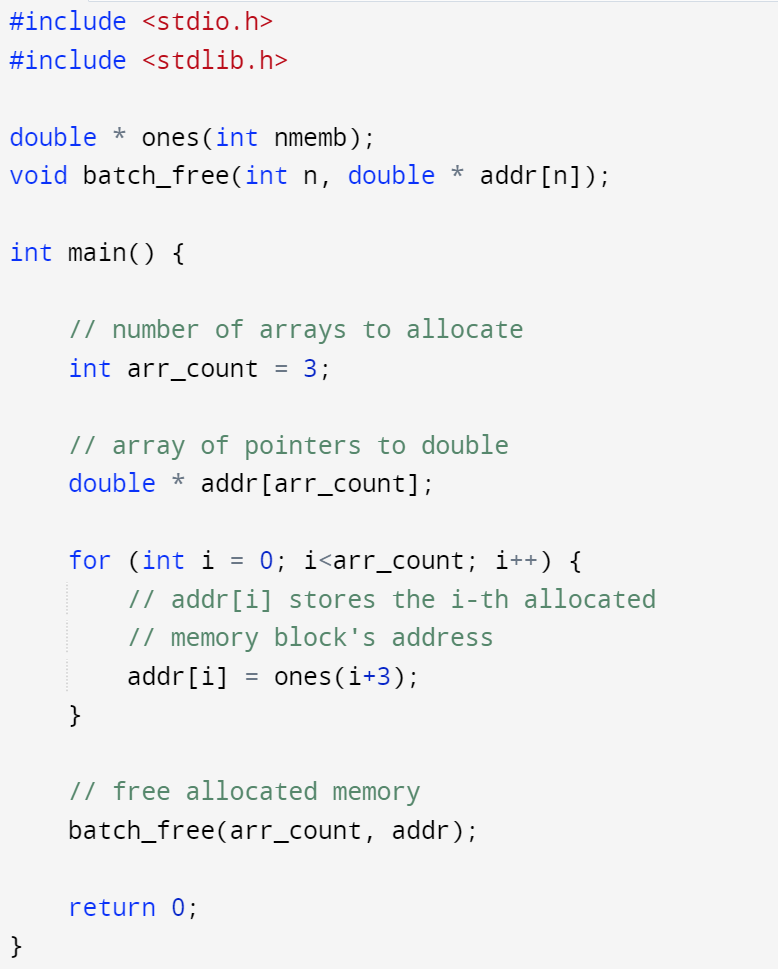 #include <stdio.h>
#include <stdlib.h>

double * ones(int nmemb);
void batch_free(int n, double * addr[n]);

int main() {

    // number of arrays to allocate
    int arr_count = 3;

    // array of pointers to double
    double * addr[arr_count];

    for (int i = 0; i<arr_count; i++) {
        // addr[i] stores the i-th allocated
        // memory block's address
        addr[i] = ones(i+3);
    }

    // free allocated memory
    batch_free(arr_count, addr);

    return 0;
}